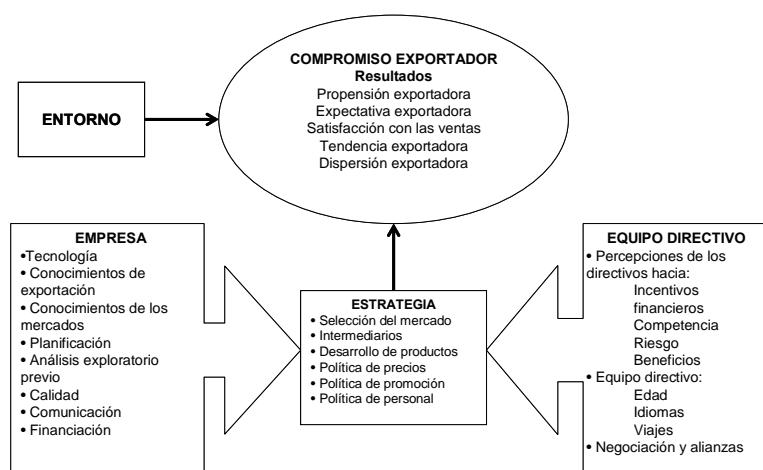 COMPROMISO EXPORTADOR
Resultados
Propensión exportadora
Expectativa exportadora
Satisfacción con las ventas
Tendencia exportadora
Dispersión exportadora
ENTORNO
EMPRESA
•Tecnología
• Conocimientos de
exportación
• Conocimientos de los
mercados
• Planificación
• Análisis exploratorio
previo
• Calidad
• Comunicación
• Financiación
ESTRATEGIA
• Selección del mercado
• Intermediarios
• Desarrollo de productos
• Política de precios
• Política de promoción
• Política de personal
EQUIPO DIRECTIVO
• Percepciones de los
directivos hacia:
Incentivos
financieros
Competencia
Riesgo
Beneficios
• Equipo directivo:
Edad
Idiomas
Viajes
• Negociación y alianzas